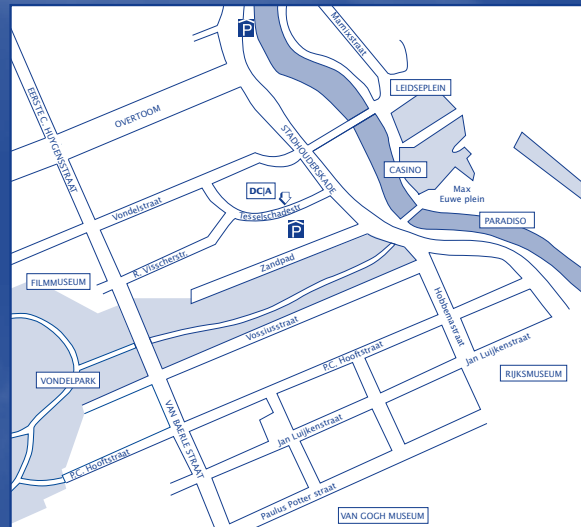 P
Marnixstraat
LEIDSEPLEIN
EERSTE C. HUYGENSSTRAAT
OVERTOOM
STADHOUDERSKADE
CASINO
DC|A
Max
Euwe plein
Vondelstraat
Tesselschadestr.
PARADISO
P
R. Visscherstr.
Zandpad
FILMMUSEUM
Hobbemastraat
Vossiusstraat
P.C. Hooftstraat
Jan Luijkenstraat
VONDELPARK
RIJKSMUSEUM
VAN BAERLE STRAAT
Jan Luijkenstraat
P.C. Hooftstraat
Paulus Potter straat
VAN GOGH MUSEUM